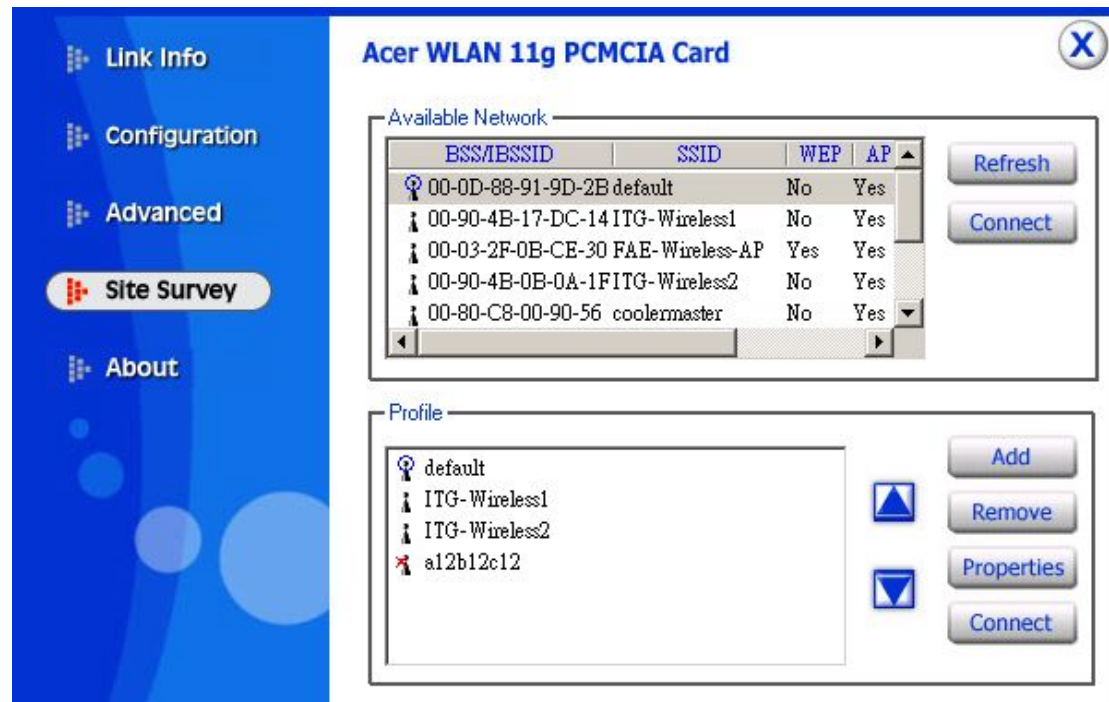 Link Info
Configuration
Advanced
Site Survey
About
Acer WLAN 11g PCMCIA Card
X
Available Network
BSS/IBSSID SSID WEP AP
00-0D-88-91-9D-2B default No Yes
00-90-4B-17-DC-14 ITG-Wireless1 No Yes
00-03-2F-0B-CE-30 FAE-Wireless-AP Yes Yes
00-90-4B-0B-0A-1F ITG-Wireless2 No Yes
00-80-C8-00-90-56 coolermaster No Yes
Refresh
Connect
Profile
default
ITG-Wireless1
ITG-Wireless2
a12b12c12
Add
Remove
Properties
Connect